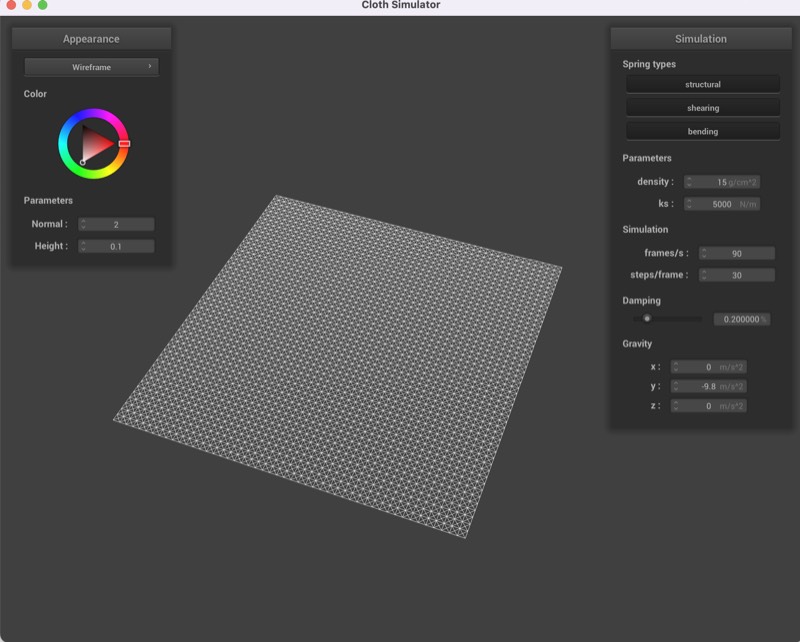 Cloth Simulator
Appearance
Wireframe
Color
Parameters
Normal : 2
Height : 0.1
Simulation
Spring types
structural
shearing
bending
Parameters
density : 15 g/cm^2
ks : 5000 N/m
Simulation
frames/s : 90
steps/frame : 30
Damping
0.200000 %
Gravity
x : 0 m/s^2
y : -9.8 m/s^2
z : 0 m/s^2